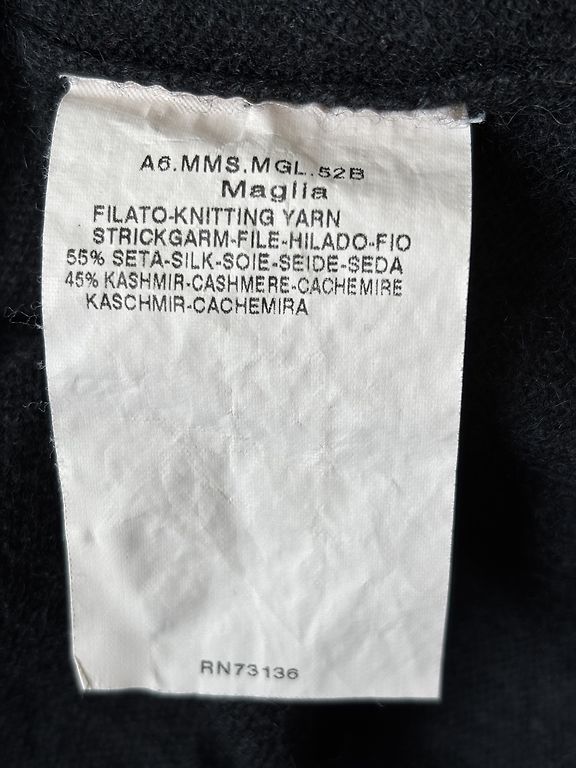 A6.MMS.MGL.52B
Maglia
FILATO-KNITTING YARN
STRICKGARM-FILE-HILADO-FIO
55% SETA-SILK-SOIE-SEIDE-SEDA
45% KASHMIR-CASHMERE-CACHEMIRE
KASCHMIR-CACHEMIRA
RN73136